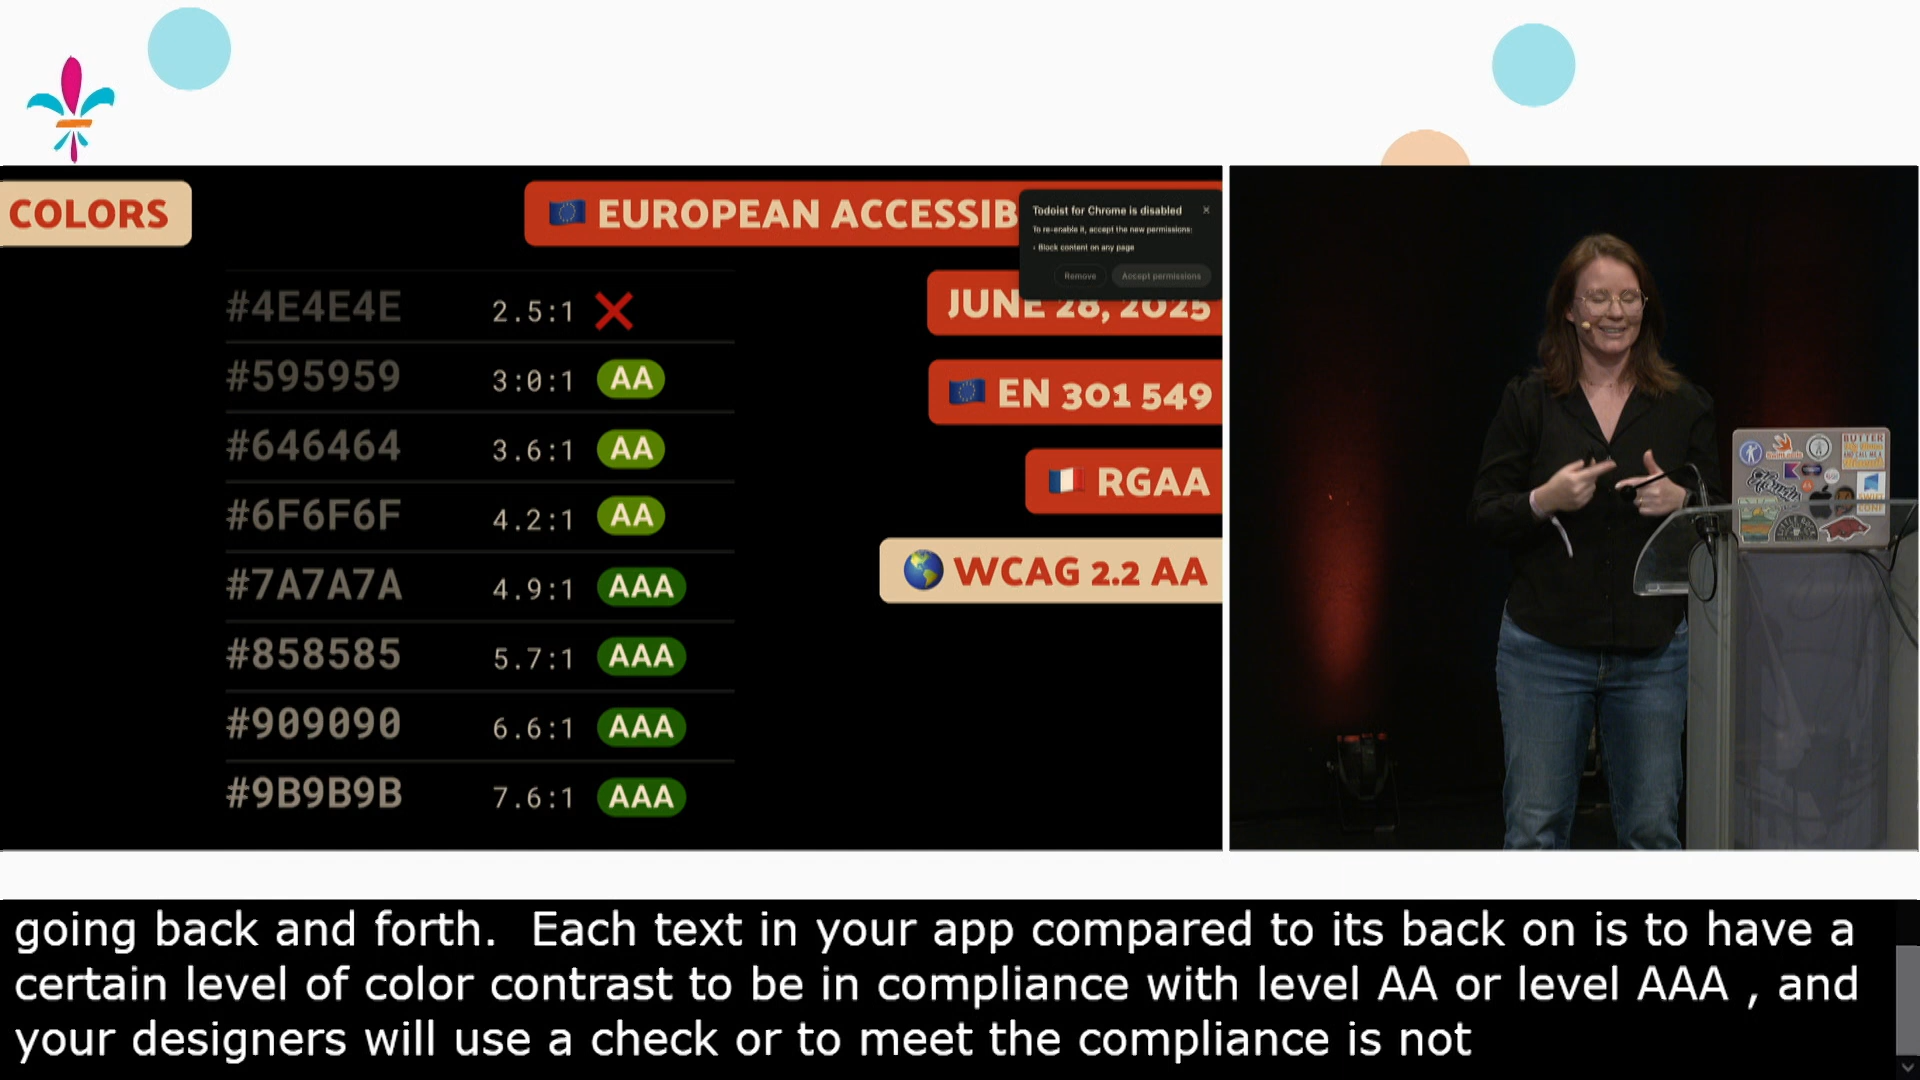 COLORS
🇪🇺 EUROPEAN ACCESSIB
Todoist for Chrome is disabled
To re-enable it, accept the new permissions:
- Block content on any page
Remove Accept permissions
#4E4E4E 2.5:1 ❌
JUNE 28, 2025
#595959 3:0:1 AA
🇪🇺 EN 301 549
#646464 3.6:1 AA
🇫🇷 RGAA
#6F6F6F 4.2:1 AA
🌎 WCAG 2.2 AA
#7A7A7A 4.9:1 AAA
#858585 5.7:1 AAA
#909090 6.6:1 AAA
#9B9B9B 7.6:1 AAA
BUTTER
going back and forth.  Each text in your app compared to its back on is to have a
certain level of color contrast to be in compliance with level AA or level AAA , and
your designers will use a check or to meet the compliance is not